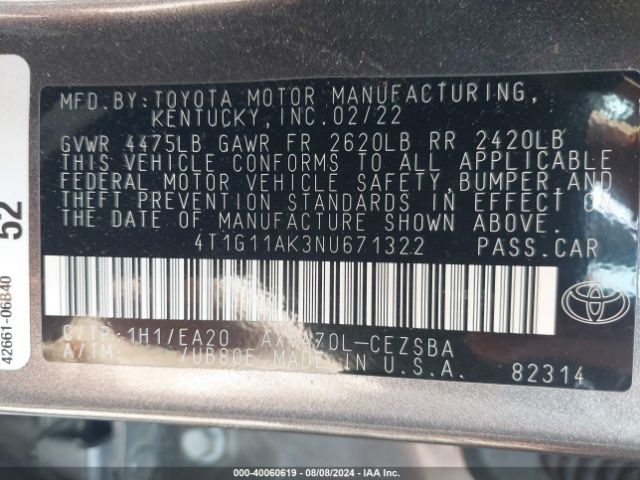 MFD.BY:TOYOTA MOTOR MANUFACTURING,
KENTUCKY,INC.02/22
GVWR 4475LB GAWR FR 2620LB RR 2420LB
THIS VEHICLE CONFORMS TO ALL APPLICABLE
FEDERAL MOTOR VEHICLE SAFETY,BUMPER,AND
THEFT PREVENTION STANDARDS IN EFFECT ON
THE DATE OF MANUFACTURE SHOWN ABOVE.
4T1G11AK3NU671322 PASS.CAR
C/TR:1H1/EA20 AXVA70L-CEZSBA
A/TM: /UB80E MADE IN U.S.A.
82314
52
42661-06B40
000-40060619 - 08/08/2024 - IAA Inc.